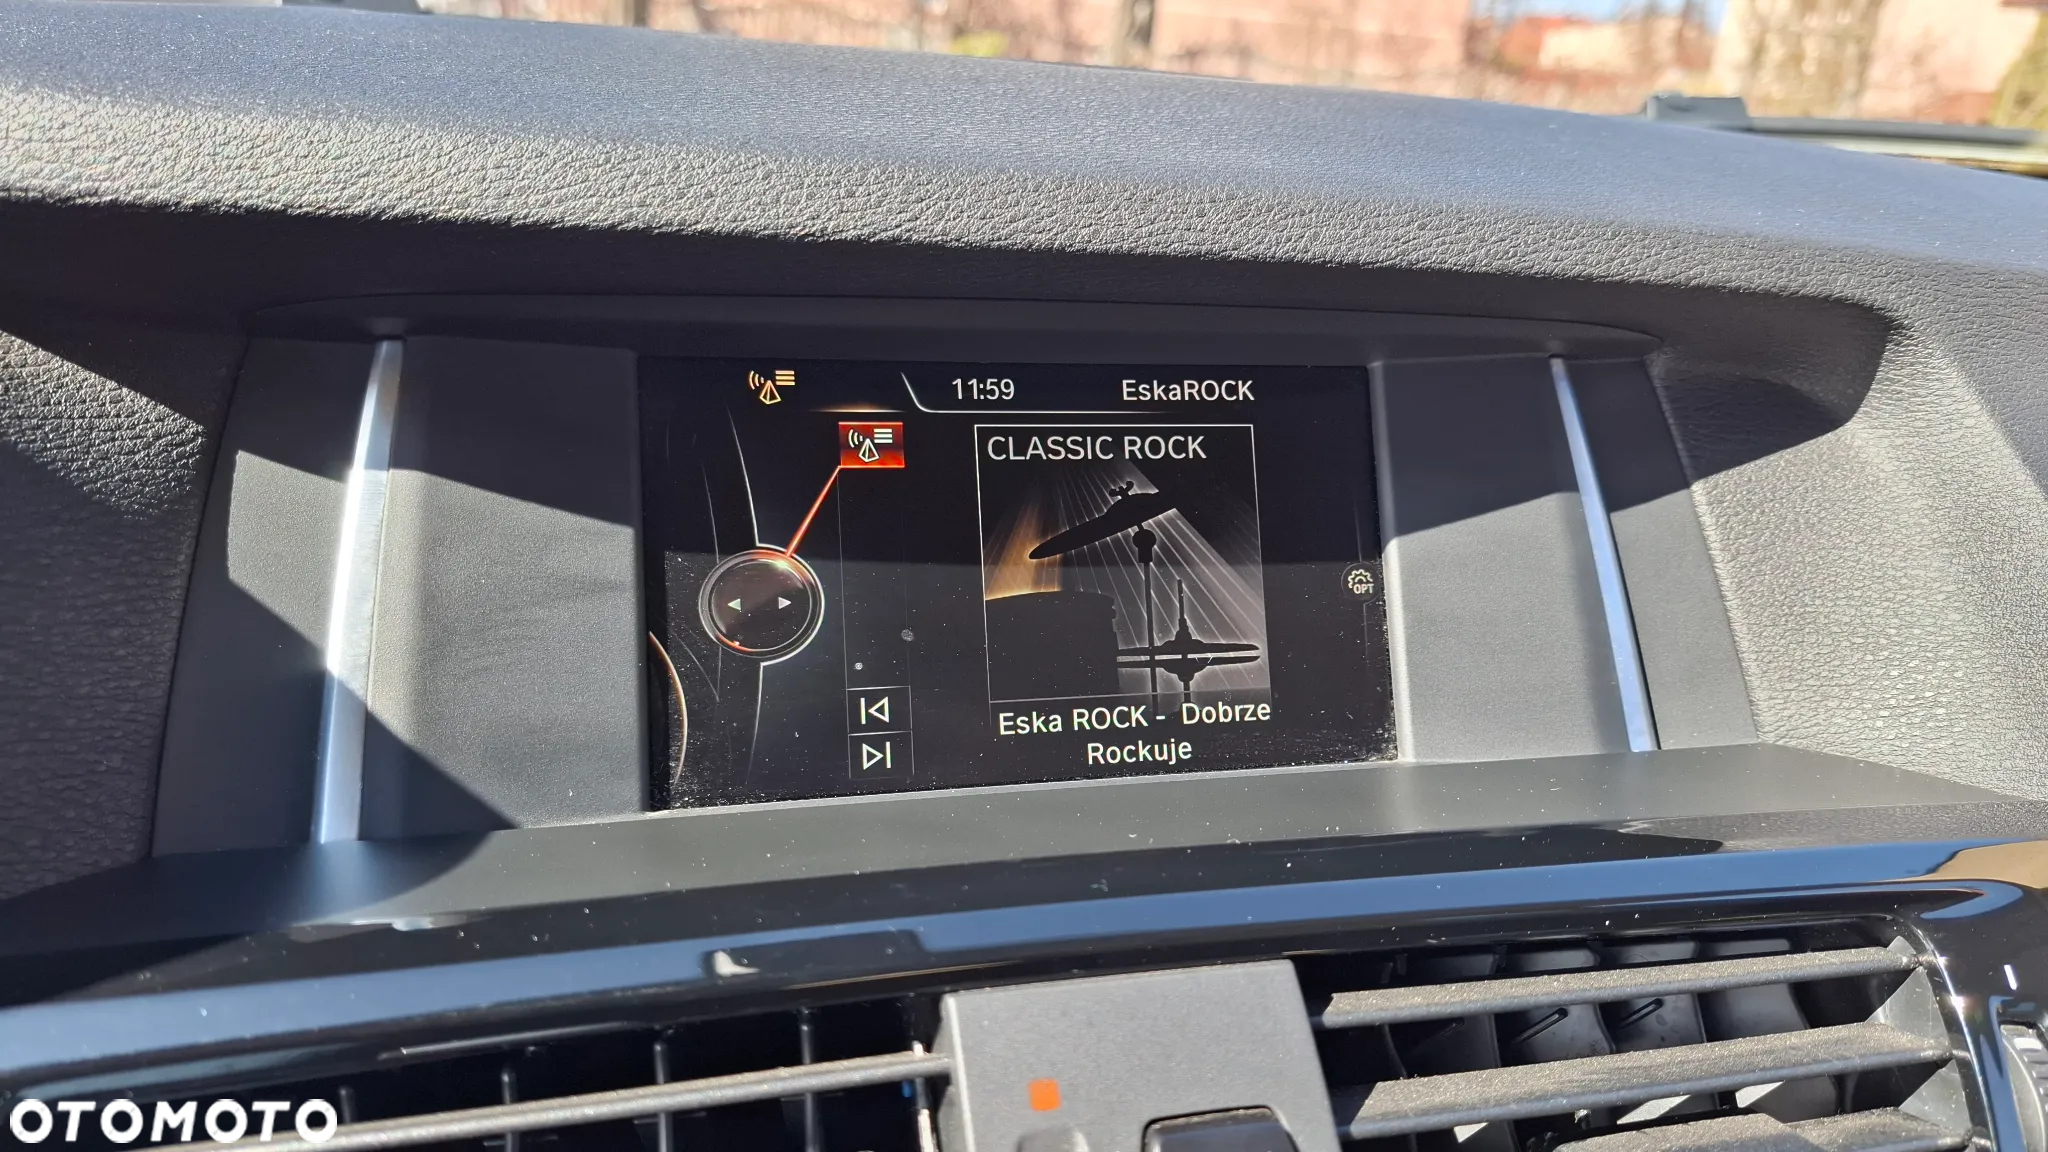 11:59 EskaROCK
CLASSIC ROCK
OPT
Eska ROCK - Dobrze
Rockuje
OTOMOTO